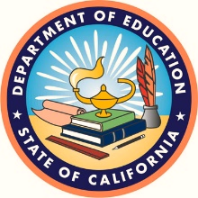 DEPARTMENT OF EDUCATION
STATE OF CALIFORNIA